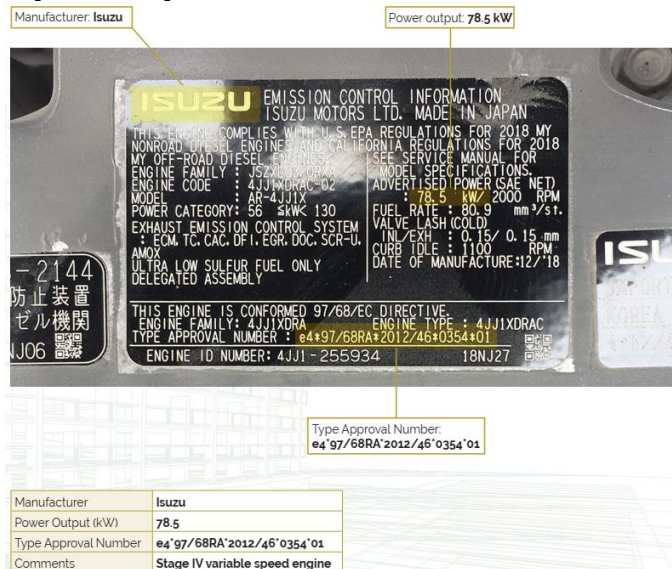 Manufacturer: Isuzu
Power output: 78.5 kW
ISUZU EMISSION CONTROL INFORMATION
ISUZU MOTORS LTD. MADE IN JAPAN
THIS ENGINE COMPLIES WITH U.S. EPA REGULATIONS FOR 2018 MY
NONROAD DIESEL ENGINES AND CALIFORNIA REGULATIONS FOR 2018
MY OFF-ROAD DIESEL ENGINES.
ENGINE FAMILY :
ENGINE CODE : 4JJ1XDRAC-02
MODEL : AR-4JJ1X
POWER CATEGORY: 56 ≤kW< 130
EXHAUST EMISSION CONTROL SYSTEM
: ECM. TC. CAC. DFI. EGR. DOC. SCR-U.
AMOX
ULTRA LOW SULFUR FUEL ONLY
DELEGATED ASSEMBLY
SEE SERVICE MANUAL FOR
MODEL SPECIFICATIONS.
ADVERTISED POWER (SAE NET)
: 78.5 kW/ 2000 RPM
FUEL RATE : 80.9 mm³/st.
VALVE LASH (COLD)
: IN./EXH : 0.15/ 0.15 mm
CURB IDLE : 1100 RPM
DATE OF MANUFACTURE:12/'18
THIS ENGINE IS CONFORMED 97/68/EC DIRECTIVE.
ENGINE FAMILY: 4JJ1XDRA ENGINE TYPE : 4JJ1XDRAC
TYPE APPROVAL NUMBER : e4*97/68RA*2012/46*0354*01
ENGINE ID NUMBER: 4JJ1-255934 18NJ27
-2144
防止装置
ゼル機関
NJ06
ISU
KOREA
Type Approval Number:
e4*97/68RA*2012/46*0354*01
Manufacturer Isuzu
Power Output (kW) 78.5
Type Approval Number e4*97/68RA*2012/46*0354*01
Comments Stage IV variable speed engine